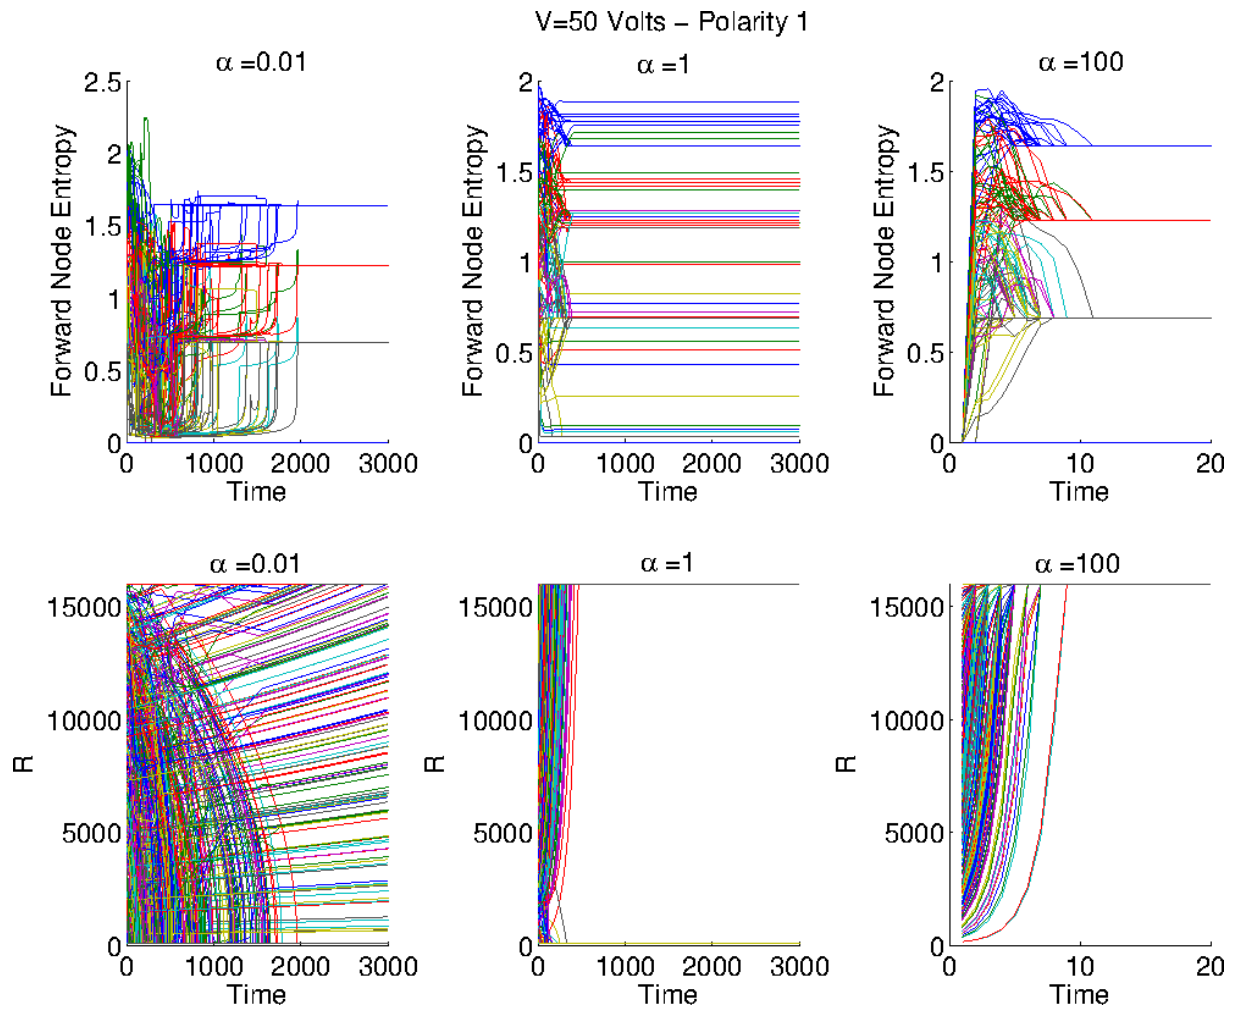 V=50 Volts − Polarity 1
α =0.01
α =1
α =100
Forward Node Entropy
2.5
2
1.5
1
0.5
0
0 1000 2000 3000
Time
Forward Node Entropy
2
1.5
1
0.5
0
0 1000 2000 3000
Time
Forward Node Entropy
2
1.5
1
0.5
0
0 10 20
Time
α =0.01
α =1
α =100
R
15000
10000
5000
0
0 1000 2000 3000
Time
R
15000
10000
5000
0
0 1000 2000 3000
Time
R
15000
10000
5000
0
0 10 20
Time